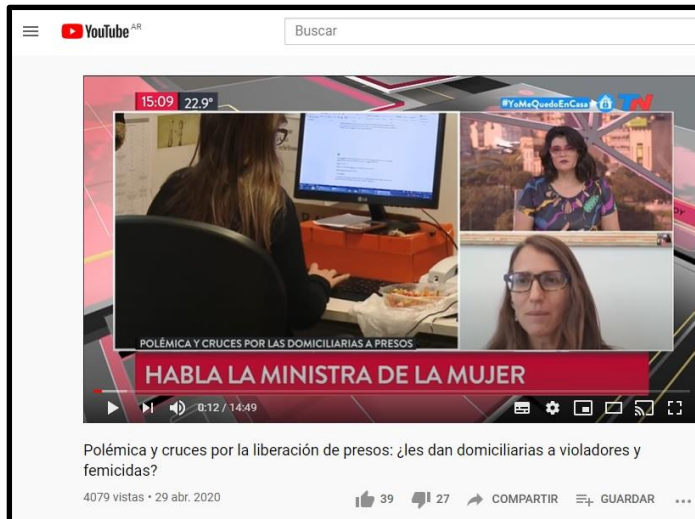 YouTube AR
Buscar
15:09 22.9°
#YoMeQuedoEnCasa TN
POLÉMICA Y CRUCES POR LAS DOMICILIARIAS A PRESOS
HABLA LA MINISTRA DE LA MUJER
0:12 / 14:49
Polémica y cruces por la liberación de presos: ¿les dan domiciliarias a violadores y
femicidas?
4079 vistas • 29 abr. 2020
39 27 COMPARTIR GUARDAR